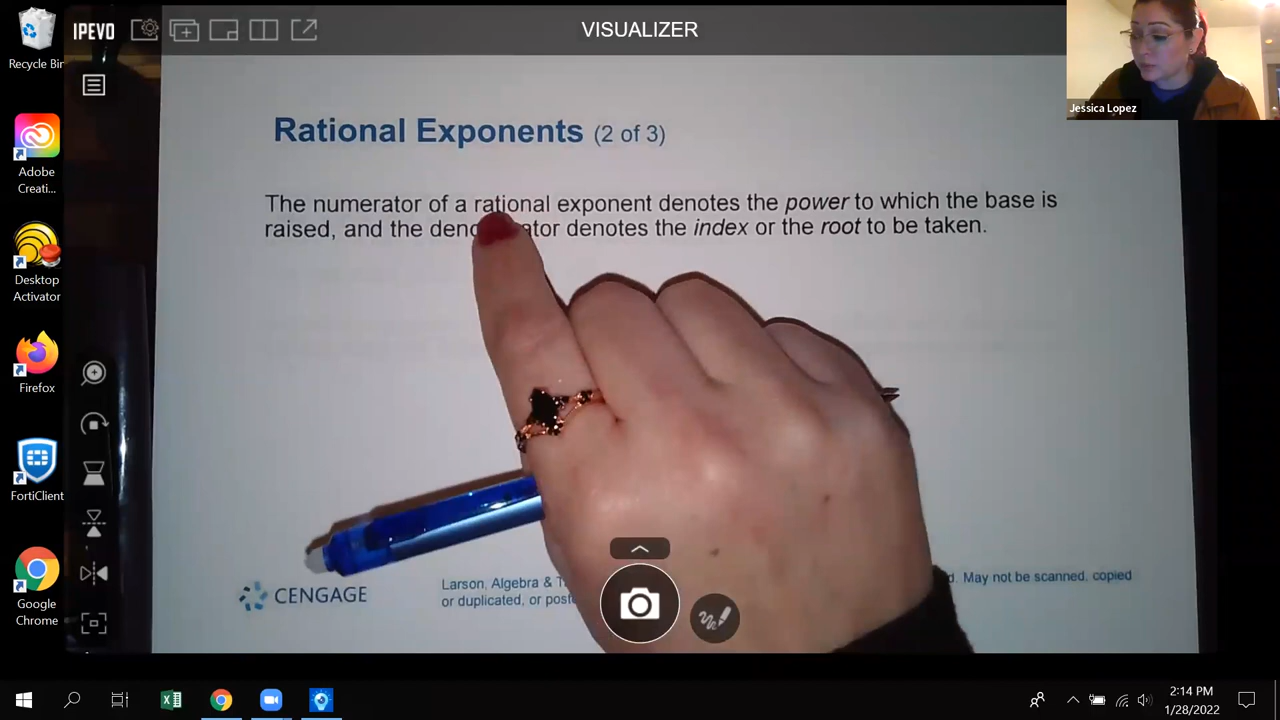 Recycle Bin
IPEVO
VISUALIZER
Jessica Lopez
Adobe
Creati...
Desktop
Activator
Firefox
FortiClient
Google
Chrome
Rational Exponents (2 of 3)
The numerator of a rational exponent denotes the power to which the base is
raised, and the denominator denotes the index or the root to be taken.
CENGAGE
Larson, Algebra & May not be scanned, copied
or duplicated, or
2:14 PM
1/28/2022